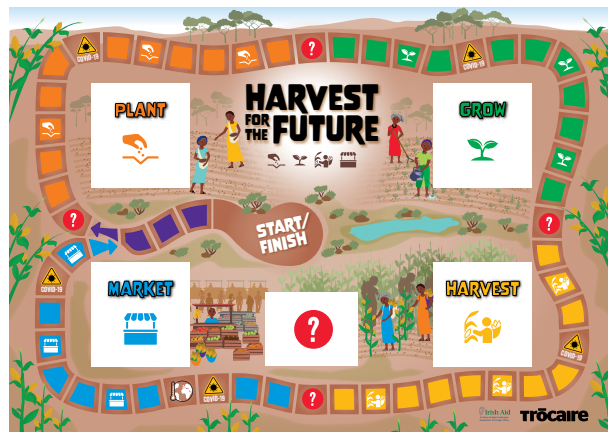 COVID-19
?
COVID-19
PLANT
HARVEST
FOR
THE FUTURE
GROW
?
?
START/
FINISH
COVID-19
MARKET
?
HARVEST
COVID-19
COVID-19
?
Irish Aid
Trócaire